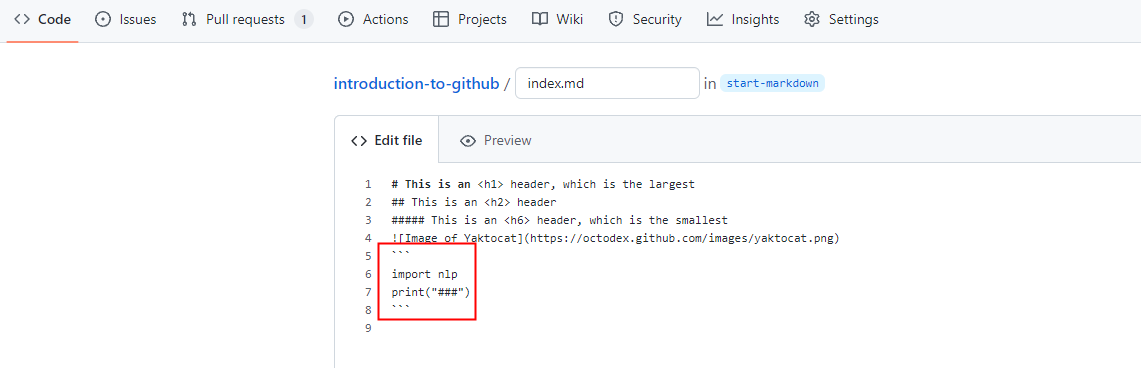 Code Issues Pull requests 1 Actions Projects Wiki Security Insights Settings
introduction-to-github / index.md in start-markdown
Edit file Preview
1 # This is an <h1> header, which is the largest
2 ## This is an <h2> header
3 ##### This is an <h6> header, which is the smallest
4 ![Image of Yaktocat](https://octodex.github.com/images/yaktocat.png)
5 ```
6 import nlp
7 print("###")
8 ```
9